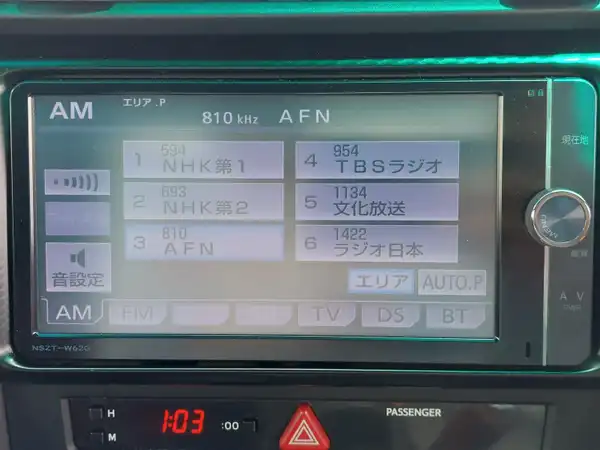 AM エリア .P
810 kHz AFN
1 594 NHK第1
4 954 TBSラジオ
2 693 NHK第2
5 1134 文化放送
3 810 AFN
6 1422 ラジオ日本
音設定
エリア AUTO.P
AM FM TV DS BT
現在地
A V
NSZT-W62G
H
M
1:03 :00
PASSENGER